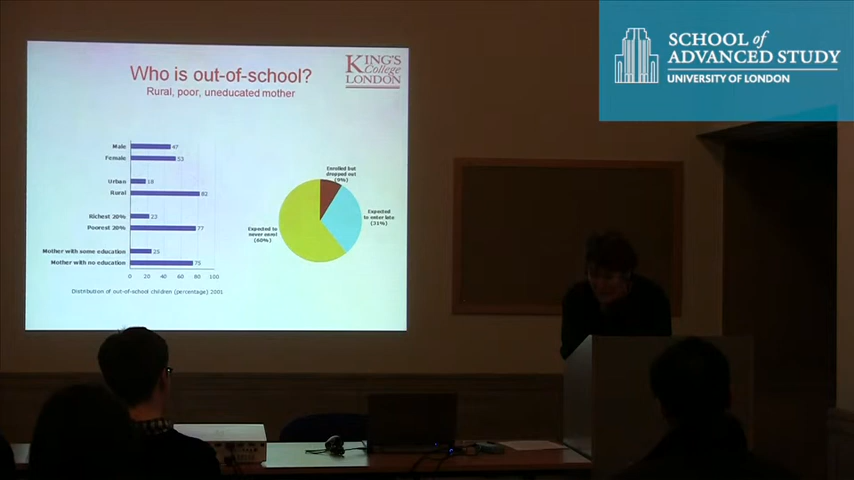 SCHOOL of
ADVANCED STUDY
UNIVERSITY OF LONDON
Who is out-of-school?
Rural, poor, uneducated mother
KING'S
College
LONDON
Male 47
Female 53
Urban 18
Rural 82
Richest 20% 23
Poorest 20% 77
Mother with some education 25
Mother with no education 75
0 20 40 60 80 100
Distribution of out-of-school children (percentage) 2001
Enrolled but
dropped out
(9%)
Expected
to enter late
(31%)
Expected to
never enrol
(60%)